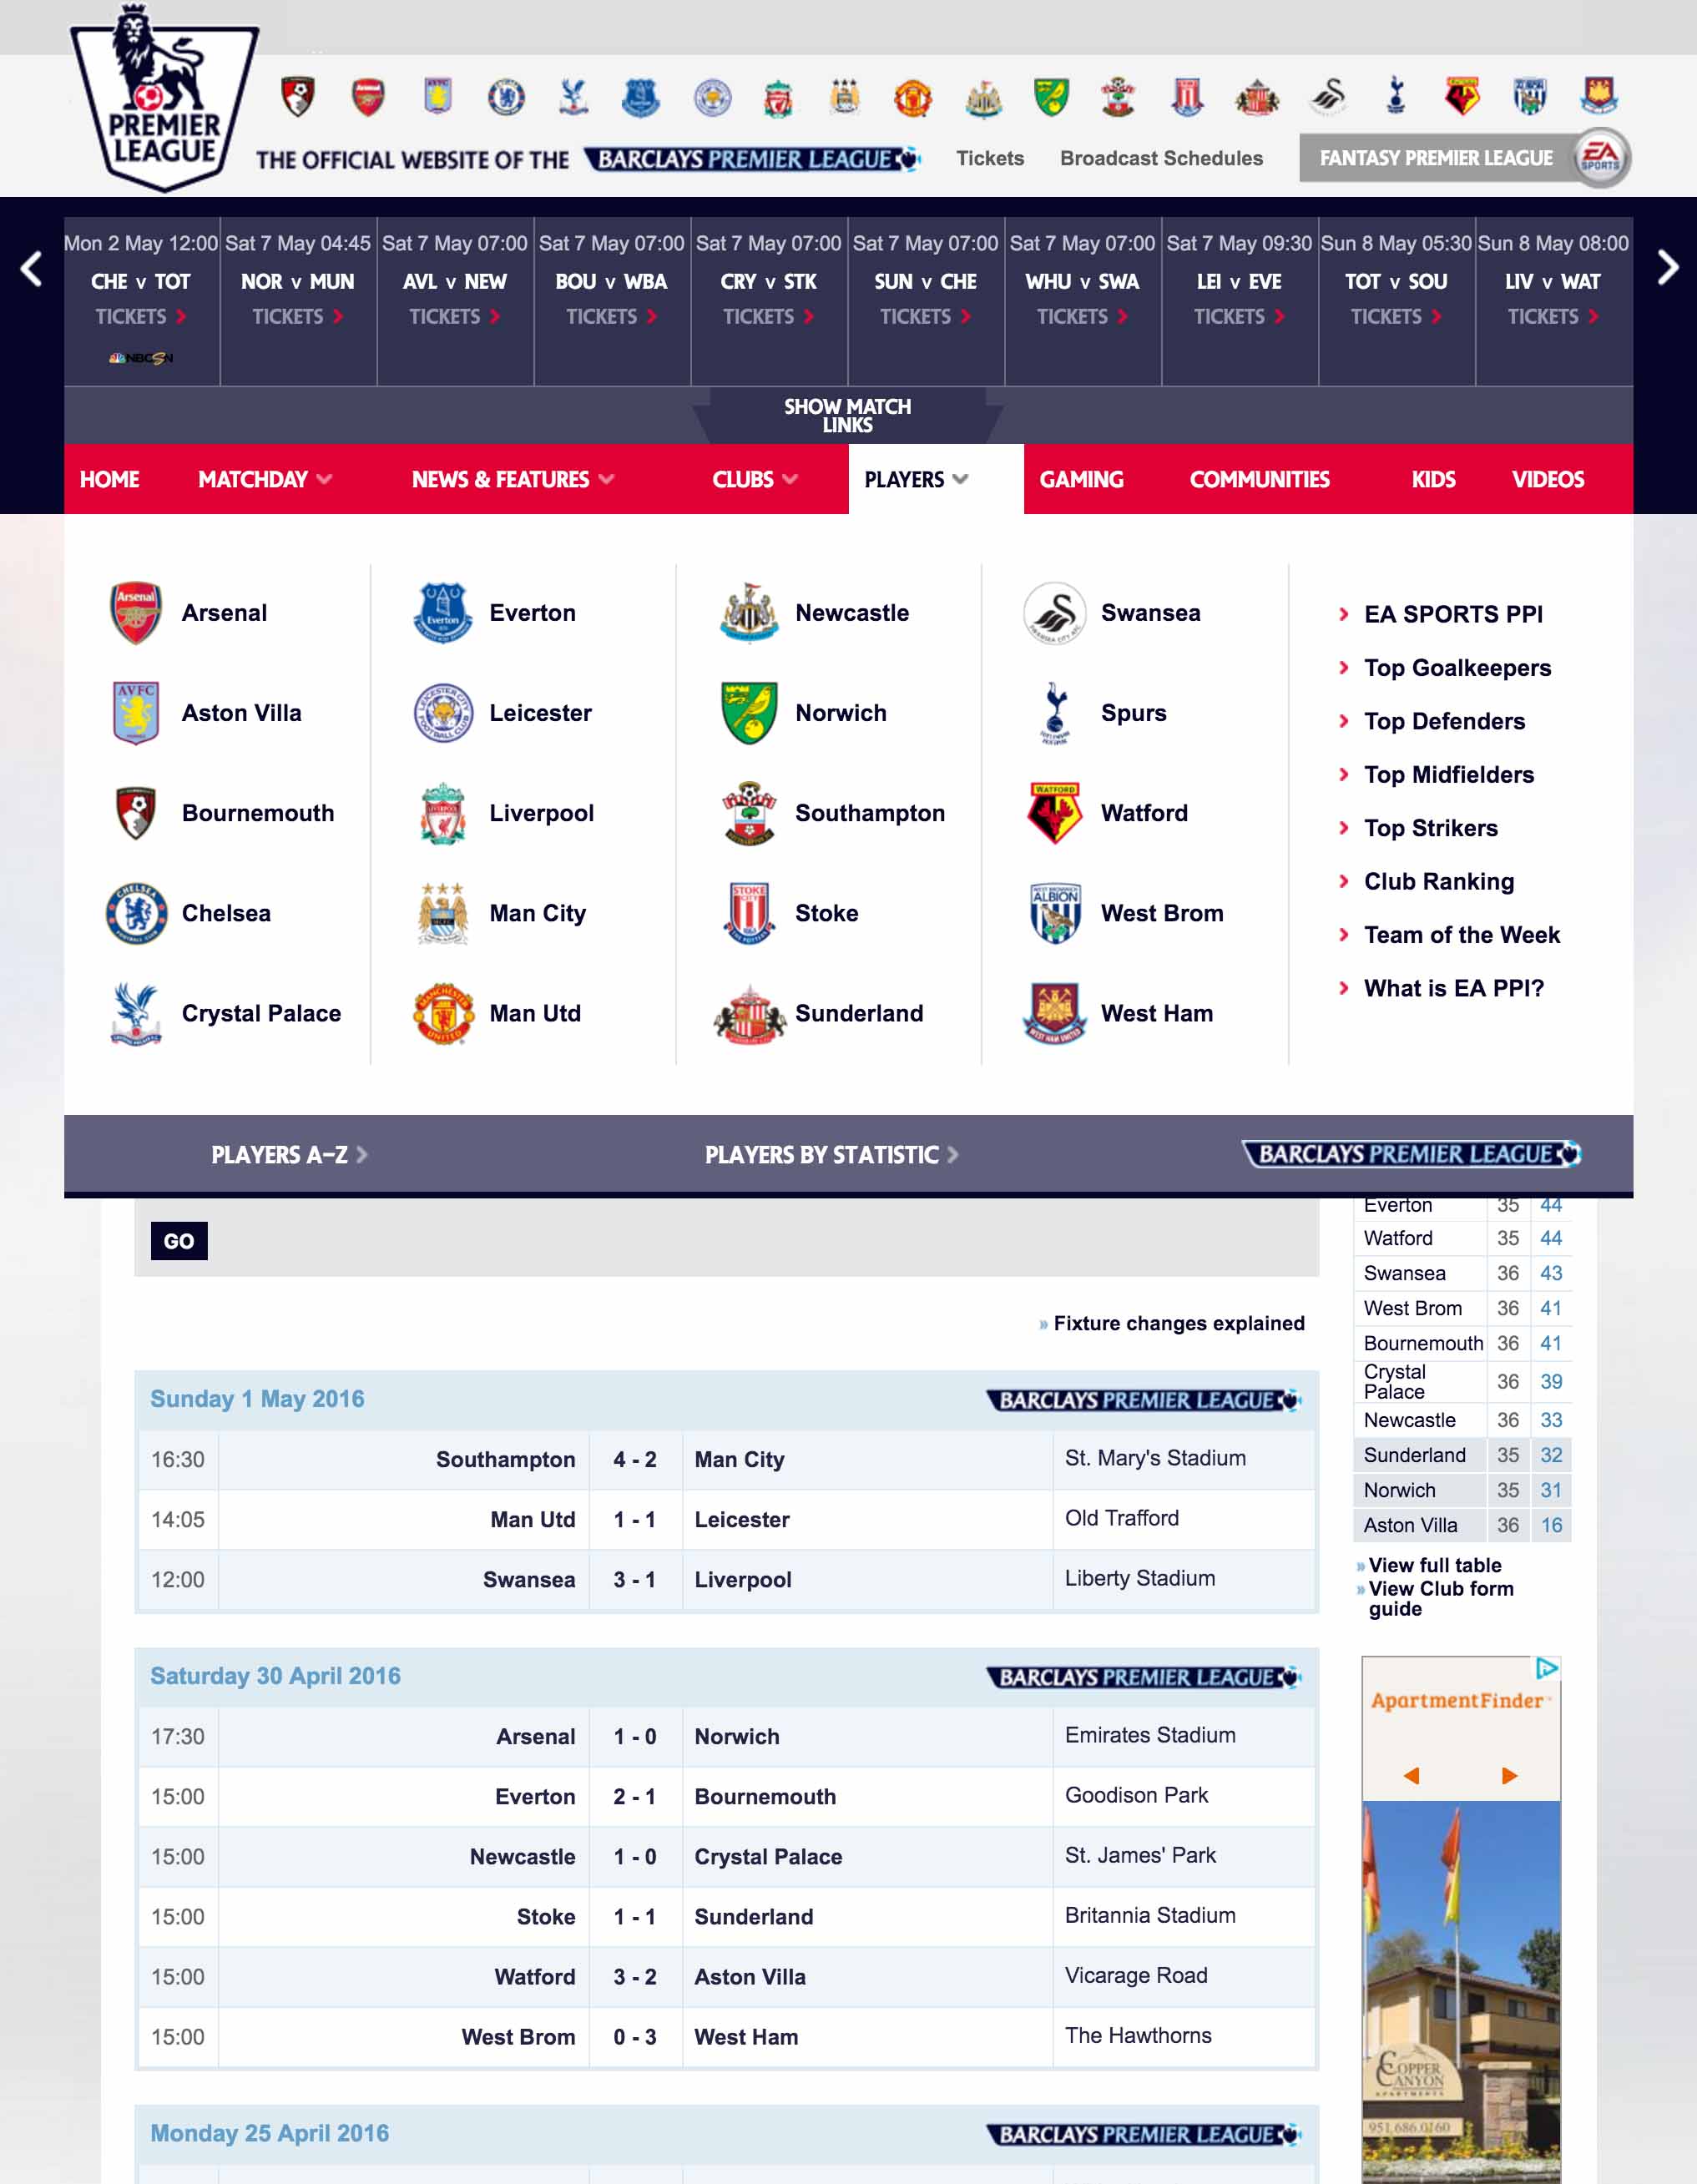 PREMIER
LEAGUE
THE OFFICIAL WEBSITE OF THE BARCLAYS PREMIER LEAGUE
Tickets
Broadcast Schedules
FANTASY PREMIER LEAGUE
EA SPORTS
Mon 2 May 12:00
CHE v TOT
TICKETS
NBCSN
Sat 7 May 04:45
NOR v MUN
TICKETS
Sat 7 May 07:00
AVL v NEW
TICKETS
Sat 7 May 07:00
BOU v WBA
TICKETS
Sat 7 May 07:00
CRY v STK
TICKETS
Sat 7 May 07:00
SUN v CHE
TICKETS
Sat 7 May 07:00
WHU v SWA
TICKETS
Sat 7 May 09:30
LEI v EVE
TICKETS
Sun 8 May 05:30
TOT v SOU
TICKETS
Sun 8 May 08:00
LIV v WAT
TICKETS
SHOW MATCH
LINKS
HOME
MATCHDAY
NEWS & FEATURES
CLUBS
PLAYERS
GAMING
COMMUNITIES
KIDS
VIDEOS
Arsenal
Aston Villa
Bournemouth
Chelsea
Crystal Palace
Everton
Leicester
Liverpool
Man City
Man Utd
Newcastle
Norwich
Southampton
Stoke
Sunderland
Swansea
Spurs
Watford
West Brom
West Ham
EA SPORTS PPI
Top Goalkeepers
Top Defenders
Top Midfielders
Top Strikers
Club Ranking
Team of the Week
What is EA PPI?
PLAYERS A-Z
PLAYERS BY STATISTIC
BARCLAYS PREMIER LEAGUE
GO
» Fixture changes explained
Sunday 1 May 2016 BARCLAYS PREMIER LEAGUE
16:30 Southampton 4 - 2 Man City St. Mary's Stadium
14:05 Man Utd 1 - 1 Leicester Old Trafford
12:00 Swansea 3 - 1 Liverpool Liberty Stadium
Saturday 30 April 2016 BARCLAYS PREMIER LEAGUE
17:30 Arsenal 1 - 0 Norwich Emirates Stadium
15:00 Everton 2 - 1 Bournemouth Goodison Park
15:00 Newcastle 1 - 0 Crystal Palace St. James' Park
15:00 Stoke 1 - 1 Sunderland Britannia Stadium
15:00 Watford 3 - 2 Aston Villa Vicarage Road
15:00 West Brom 0 - 3 West Ham The Hawthorns
Monday 25 April 2016 BARCLAYS PREMIER LEAGUE
Everton 35 44
Watford 35 44
Swansea 36 43
West Brom 36 41
Bournemouth 36 41
Crystal
Palace 36 39
Newcastle 36 33
Sunderland 35 32
Norwich 35 31
Aston Villa 36 16
» View full table
» View Club form
guide
ApartmentFinder
COPPER
CANYON
APARTMENTS
951.686.0160